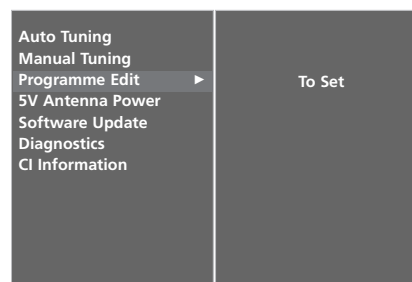 Auto Tuning
Manual Tuning
Programme Edit ►
To Set
5V Antenna Power
Software Update
Diagnostics
CI Information